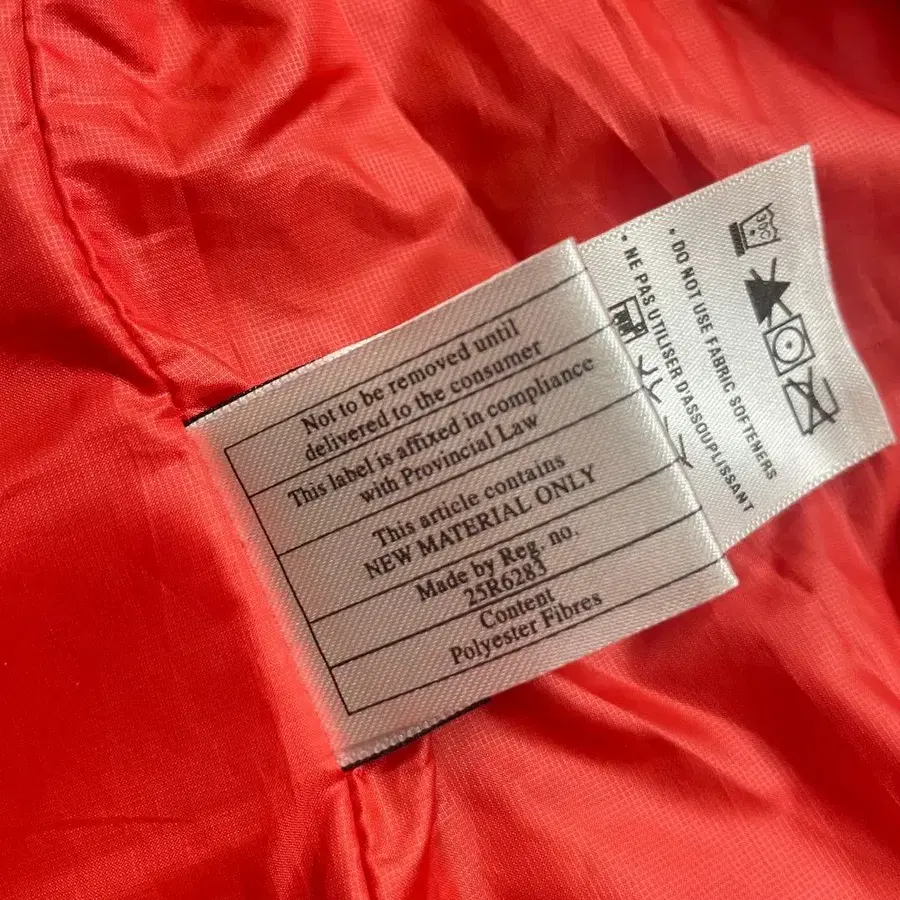 Not to be removed until
delivered to the consumer
This label is affixed in compliance
with Provincial Law
This article contains
NEW MATERIAL ONLY
Made by Reg. no.
25R6283
Content
Polyester Fibres
30C
• DO NOT USE FABRIC SOFTENERS
• NE PAS UTILISER D'ASSOUPLISSANT